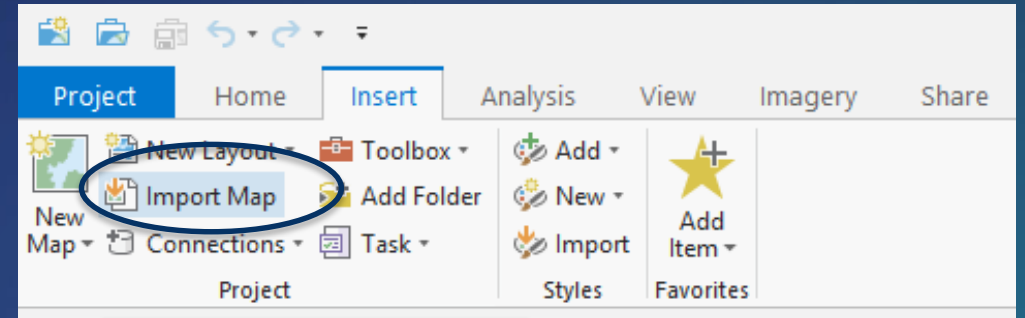 Project Home Insert Analysis View Imagery Share
New Layout Toolbox Add
Import Map Add Folder New
New Map Connections Task Import Add Item
Project Styles Favorites